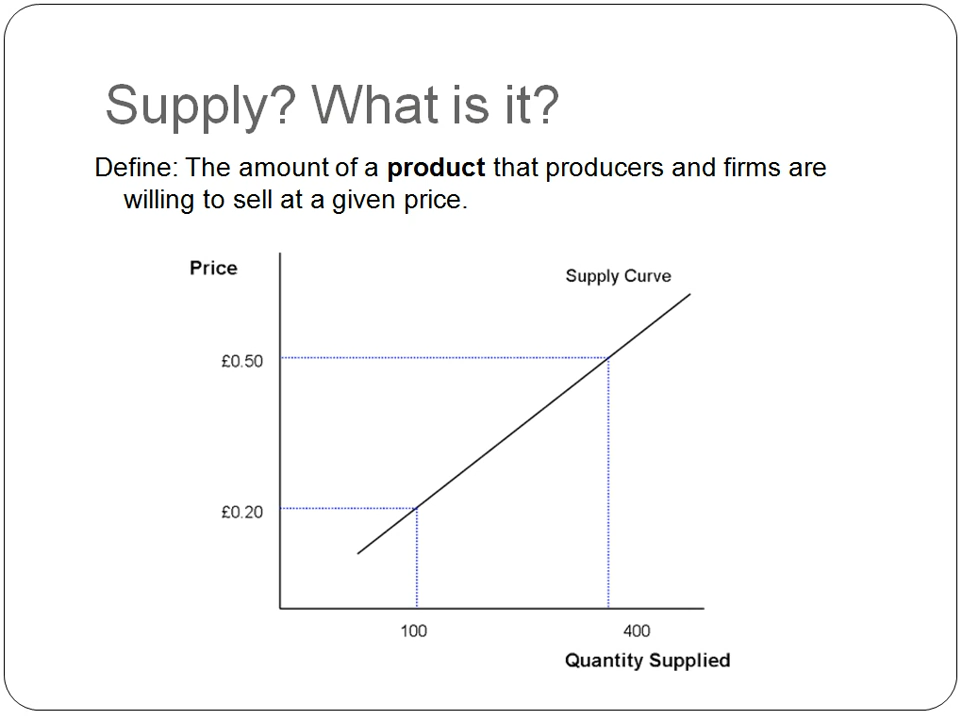 Supply? What is it?
Define: The amount of a product that producers and firms are
willing to sell at a given price.
Price
Supply Curve
£0.50
£0.20
100
400
Quantity Supplied